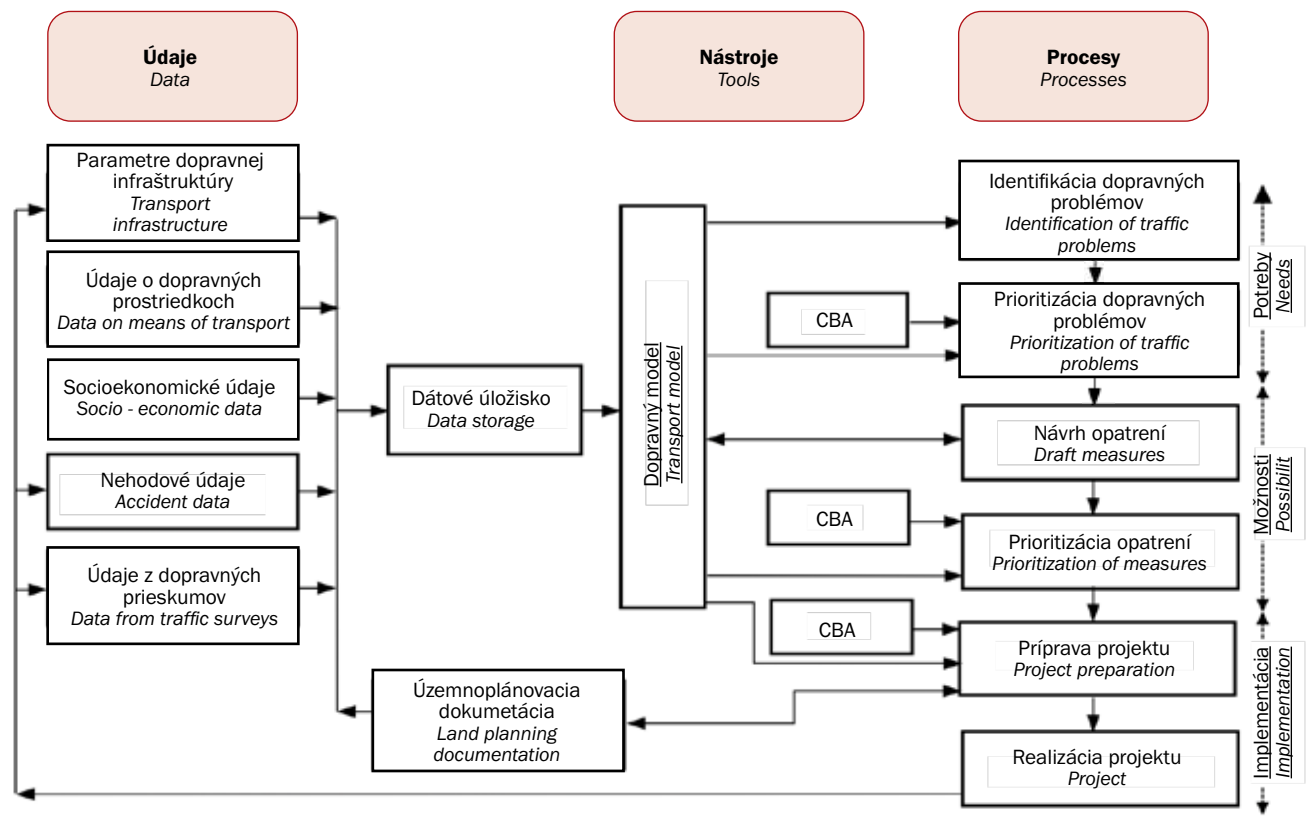 Údaje
Data
Nástroje
Tools
Procesy
Processes
Parametre dopravnej
infraštruktúry
Transport
infrastructure
Údaje o dopravných
prostriedkoch
Data on means of transport
Socioekonomické údaje
Socio - economic data
Nehodové údaje
Accident data
Údaje z dopravných
prieskumov
Data from traffic surveys
Dátové úložisko
Data storage
Územnoplánovacia
dokumetácia
Land planning
documentation
Dopravný model
Transport model
CBA
CBA
CBA
Identifikácia dopravných
problémov
Identification of traffic
problems
Prioritizácia dopravných
problémov
Prioritization of traffic
problems
Návrh opatrení
Draft measures
Prioritizácia opatrení
Prioritization of measures
Príprava projektu
Project preparation
Realizácia projektu
Project
Potreby
Needs
Možnosti
Possibilit
Implementácia
Implementation